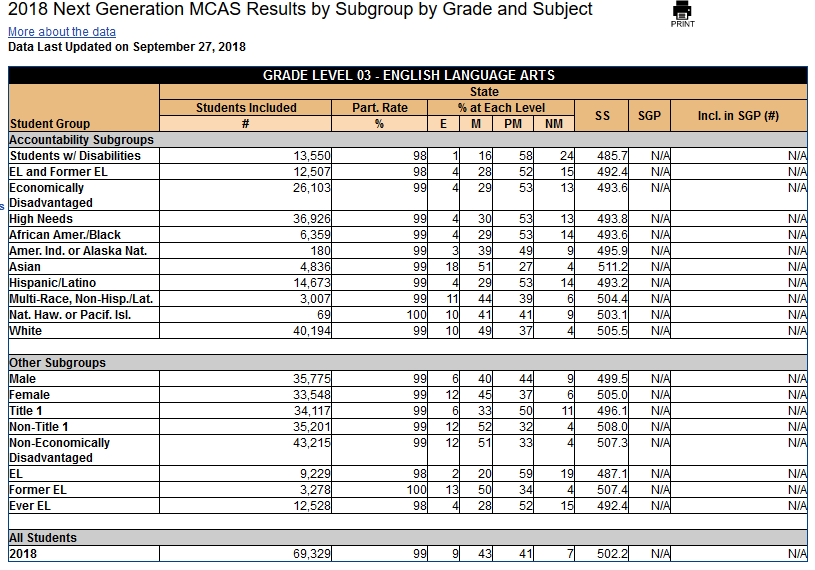 2018 Next Generation MCAS Results by Subgroup by Grade and Subject
PRINT
More about the data
Data Last Updated on September 27, 2018
GRADE LEVEL 03 - ENGLISH LANGUAGE ARTS
Student Group State
Students Included Part. Rate % at Each Level SS SGP Incl. in SGP (#)
# % E M PM NM
Accountability Subgroups
Students w/ Disabilities 13,550 98 1 16 58 24 485.7 N/A N/A
EL and Former EL 12,507 98 4 28 52 15 492.4 N/A N/A
Economically 26,103 99 4 29 53 13 493.6 N/A N/A
Disadvantaged
s
High Needs 36,926 99 4 30 53 13 493.8 N/A N/A
African Amer./Black 6,359 99 4 29 53 14 493.6 N/A N/A
Amer. Ind. or Alaska Nat. 180 99 3 39 49 9 495.9 N/A N/A
Asian 4,836 99 18 51 27 4 511.2 N/A N/A
Hispanic/Latino 14,673 99 4 29 53 14 493.2 N/A N/A
Multi-Race, Non-Hisp./Lat. 3,007 99 11 44 39 6 504.4 N/A N/A
Nat. Haw. or Pacif. Isl. 69 100 10 41 41 9 503.1 N/A N/A
White 40,194 99 10 49 37 4 505.5 N/A N/A
Other Subgroups
Male 35,775 99 6 40 44 9 499.5 N/A N/A
Female 33,548 99 12 45 37 6 505.0 N/A N/A
Title 1 34,117 99 6 33 50 11 496.1 N/A N/A
Non-Title 1 35,201 99 12 52 32 4 508.0 N/A N/A
Non-Economically 43,215 99 12 51 33 4 507.3 N/A N/A
Disadvantaged
EL 9,229 98 2 20 59 19 487.1 N/A N/A
Former EL 3,278 100 13 50 34 4 507.4 N/A N/A
Ever EL 12,528 98 4 28 52 15 492.4 N/A N/A
All Students
2018 69,329 99 9 43 41 7 502.2 N/A N/A